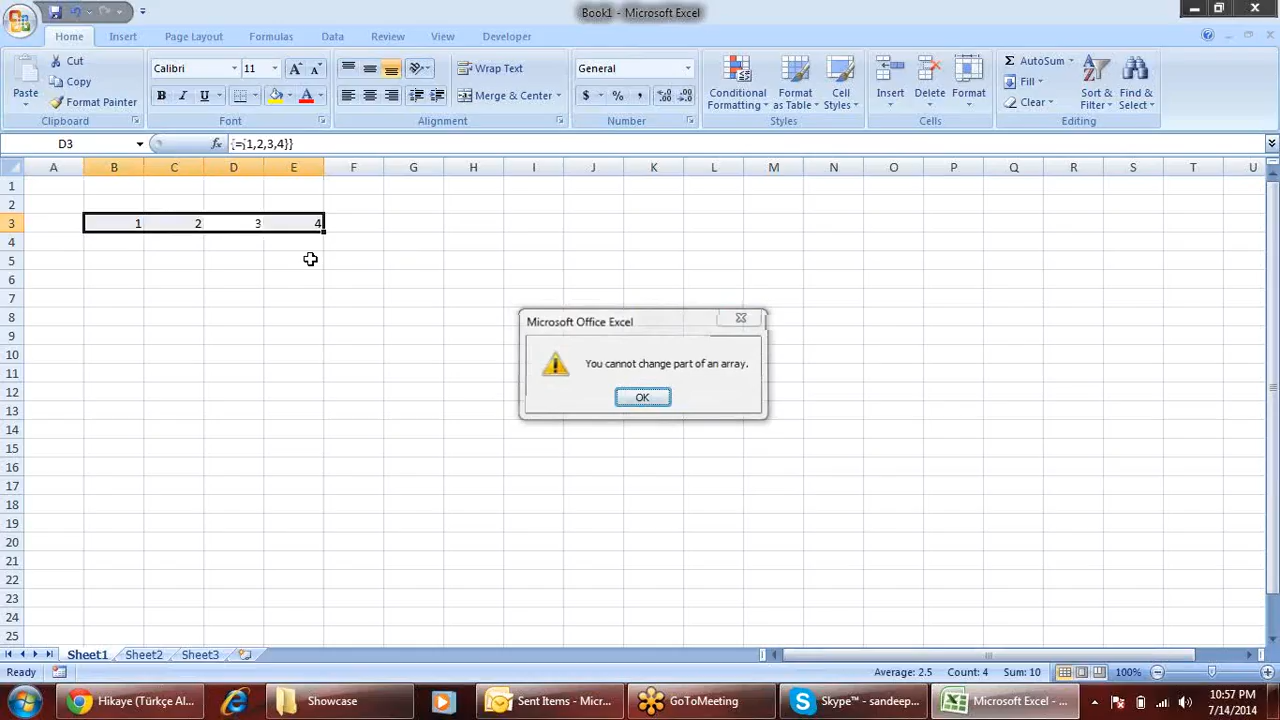 Book1 - Microsoft Excel
Home Insert Page Layout Formulas Data Review View Developer
Cut Calibri 11 Wrap Text General AutoSum
Copy Fill
Paste Format Painter B I U Merge & Center $ % , Conditional Formatting Format as Table Cell Styles Insert Delete Format Clear Sort & Filter Find & Select
Clipboard Font Alignment Number Styles Cells Editing
D3 fx {={1,2,3,4}}
A B C D E F G H I J K L M N O P Q R S T U
1
2
3 1 2 3 4
4
5
6
7
8
9
10
11
12
13
14
15
16
17
18
19
20
21
22
23
24
25
Microsoft Office Excel
You cannot change part of an array.
OK
Sheet1 Sheet2 Sheet3
Ready Average: 2.5 Count: 4 Sum: 10 100%
Hikaye (Türkçe Al... Showcase Sent Items - Micr... GoToMeeting Skype™ - sandeep... Microsoft Excel - ... 10:57 PM
7/14/2014